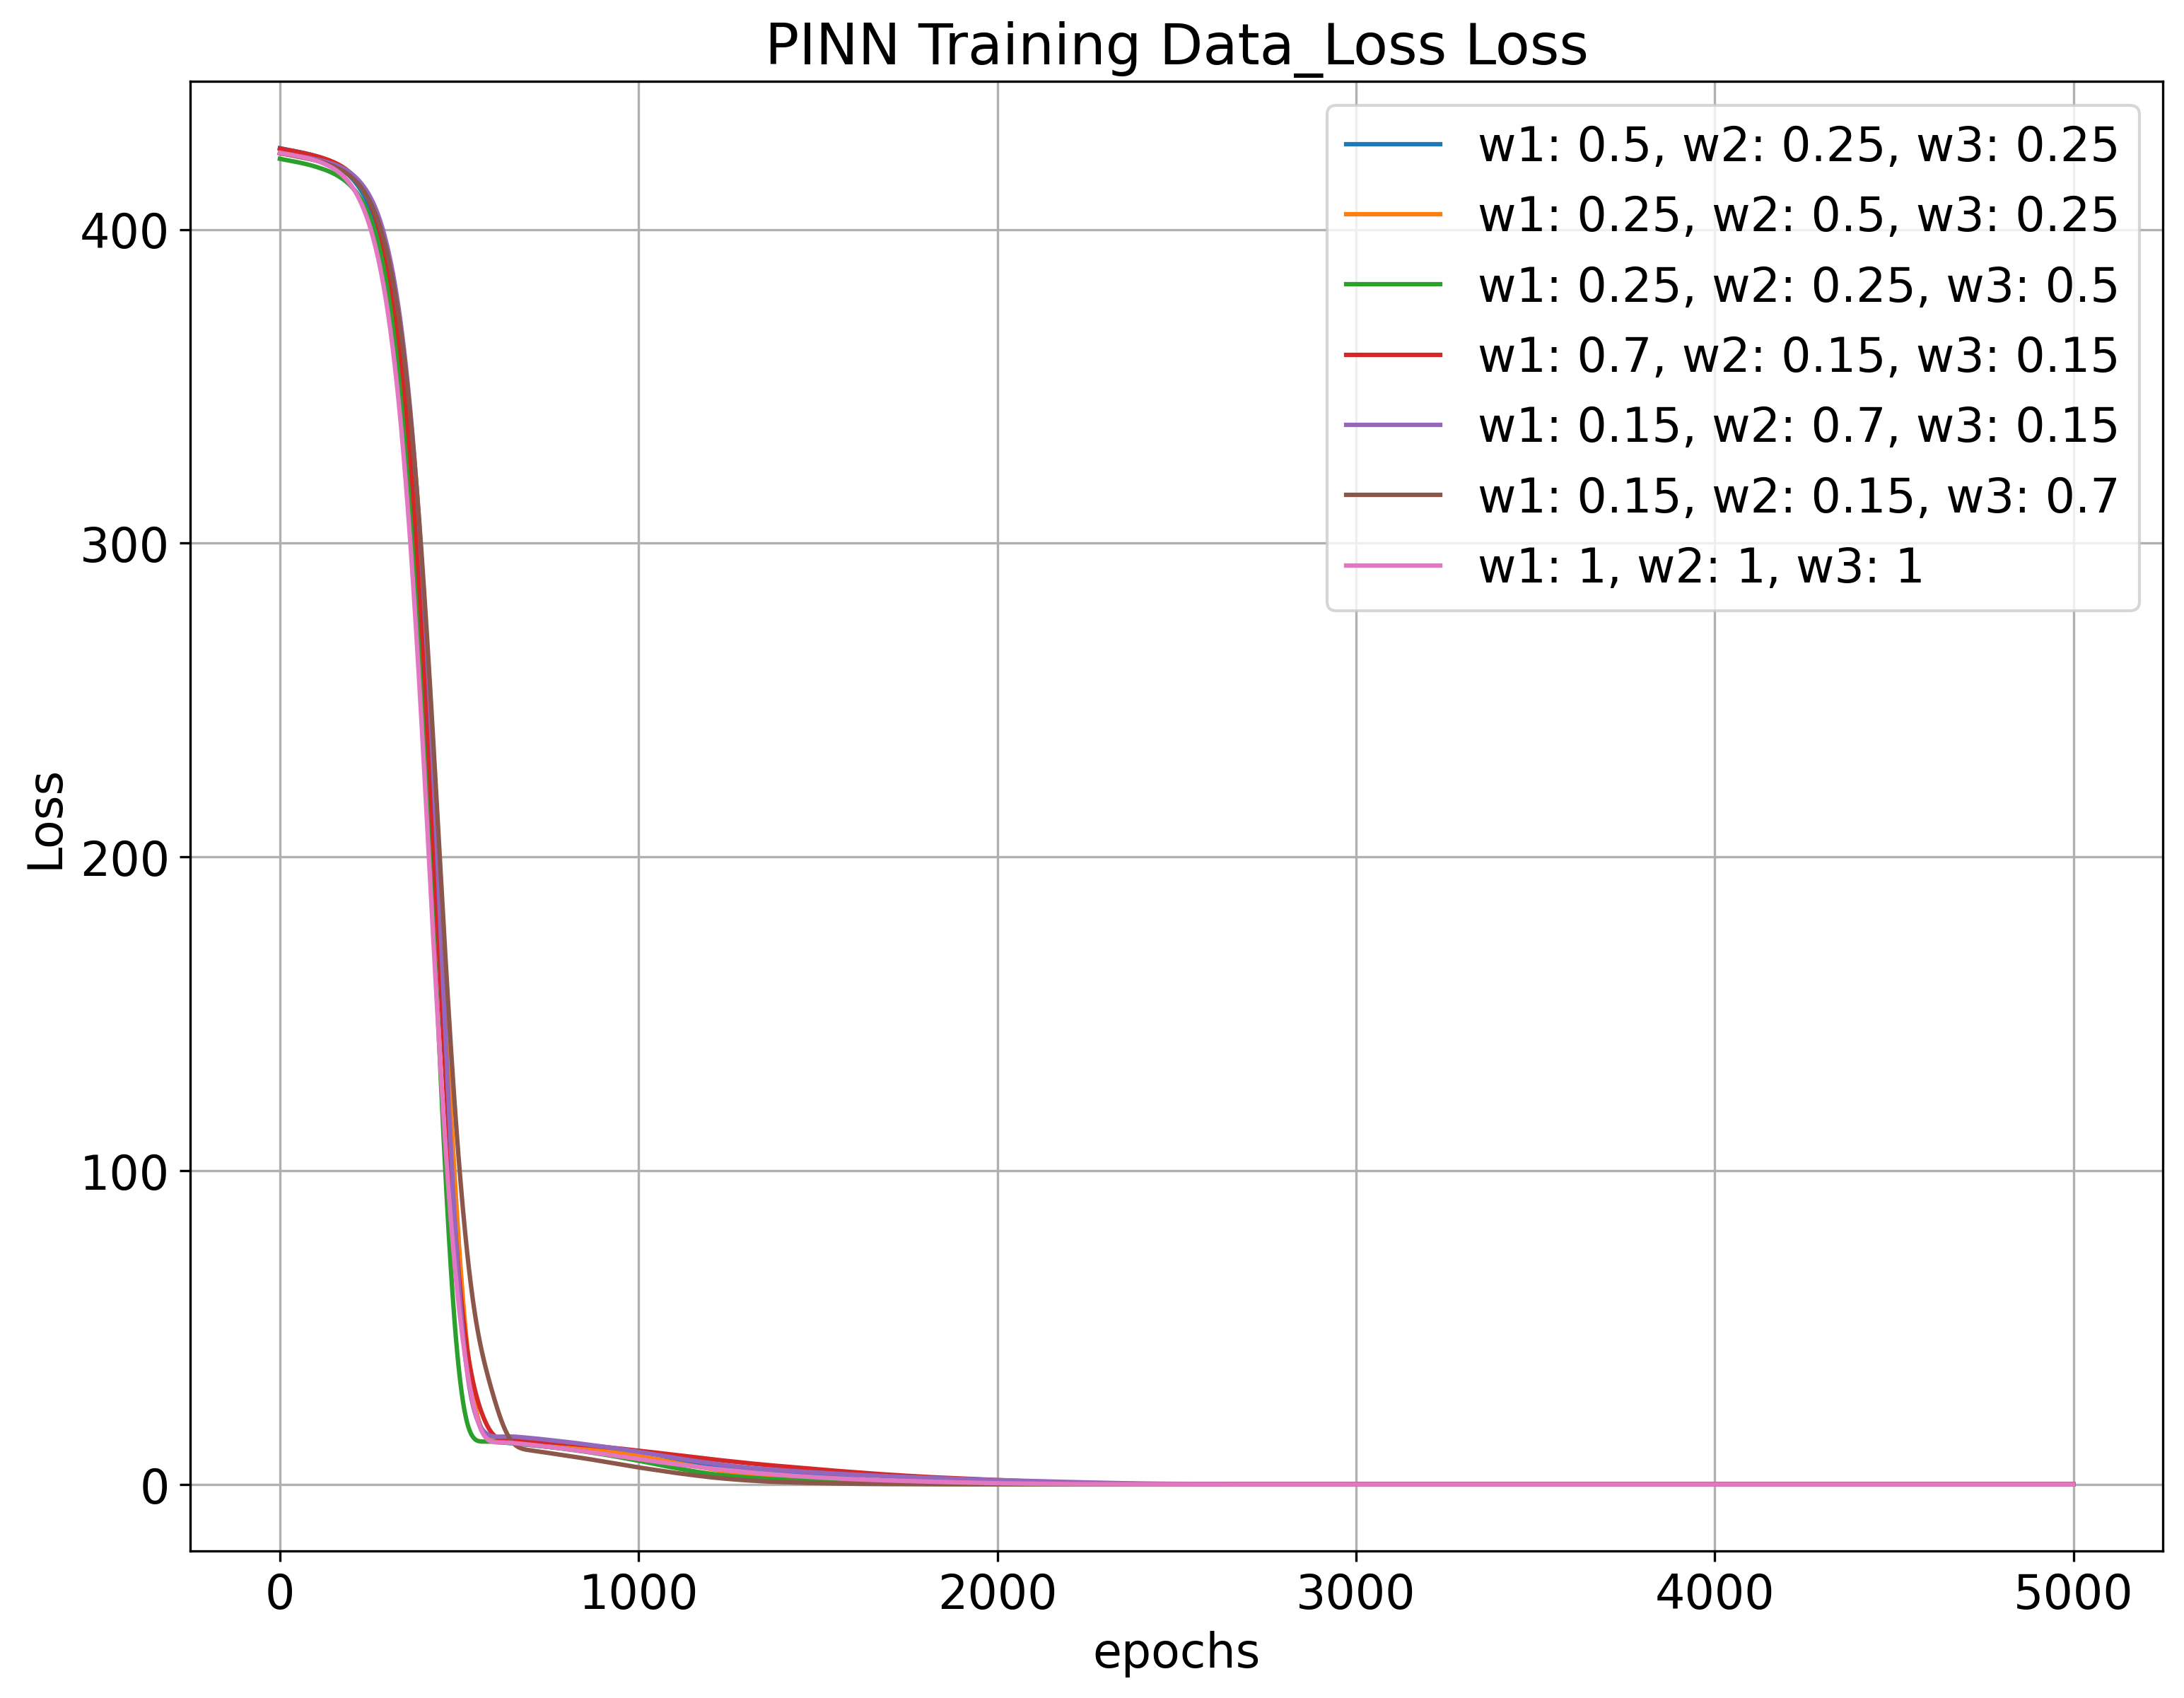 PINN Training Data_Loss Loss
w1: 0.5, w2: 0.25, w3: 0.25
w1: 0.25, w2: 0.5, w3: 0.25
w1: 0.25, w2: 0.25, w3: 0.5
w1: 0.7, w2: 0.15, w3: 0.15
w1: 0.15, w2: 0.7, w3: 0.15
w1: 0.15, w2: 0.15, w3: 0.7
w1: 1, w2: 1, w3: 1
400
300
200
100
0
Loss
0 1000 2000 3000 4000 5000
epochs